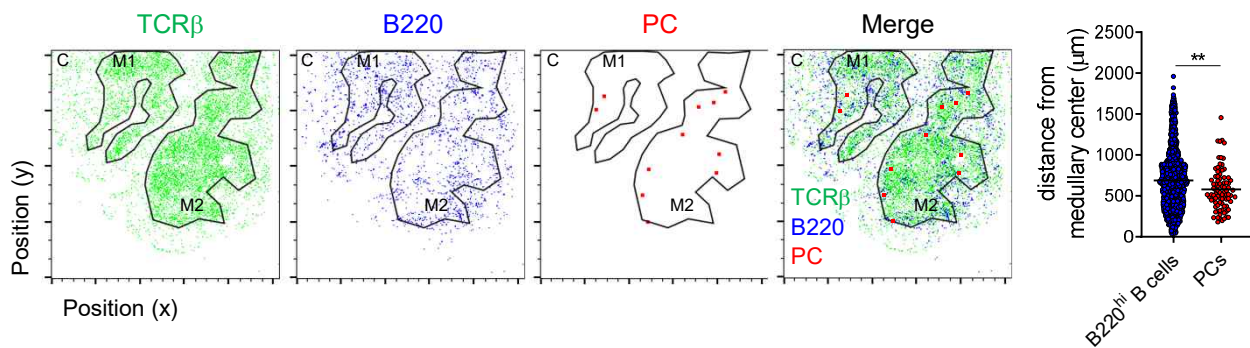 TCRβ
B220
PC
Merge
C
M1
M2
C
M1
M2
C
M1
M2
C
M1
M2
TCRβ
B220
PC
Position (y)
Position (x)
distance from
medullary center (μm)
2500
2000
1500
1000
500
0
**
B220hi
B cells
PCs